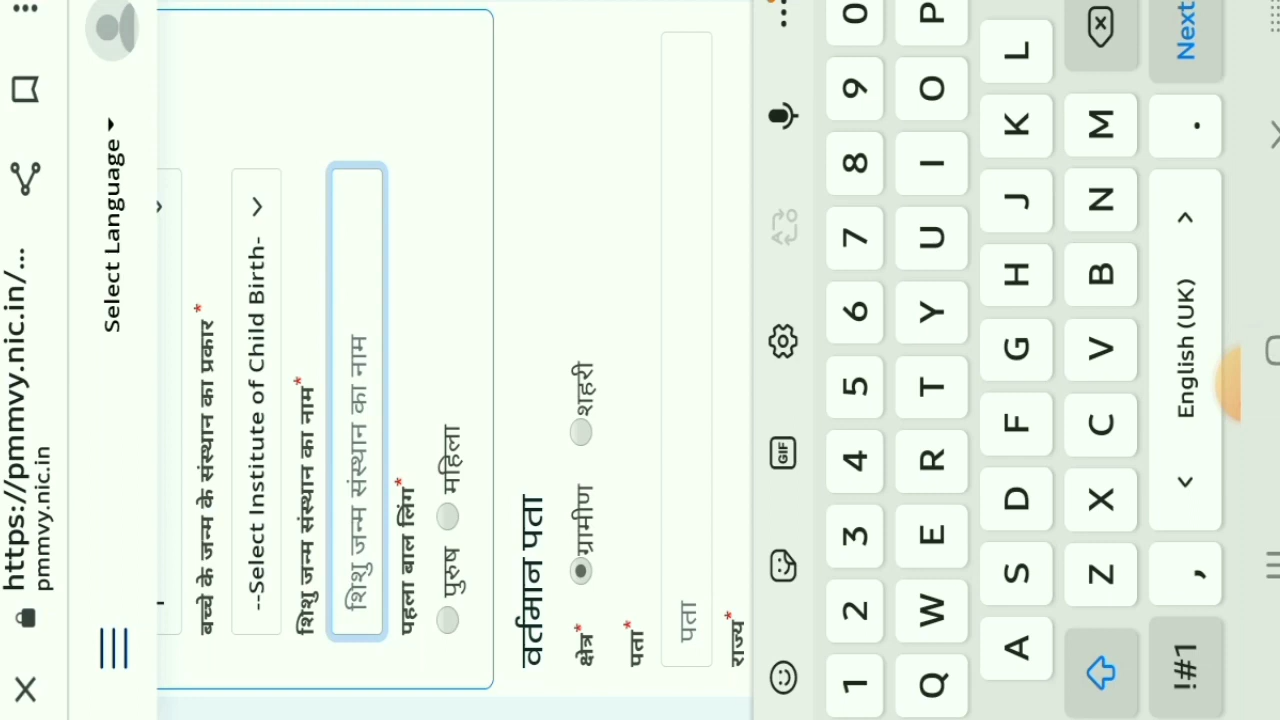 https://pmmvy.nic.in/...
pmmvy.nic.in
Select Language
बच्चे के जन्म के संस्थान का प्रकार*
--Select Institute of Child Birth-
शिशु जन्म संस्थान का नाम*
शिशु जन्म संस्थान का नाम
पहला बाल लिंग*
पुरुष महिला
वर्तमान पता
क्षेत्र* ग्रामीण शहरी
पता*
पता
राज्य*
GIF
1 2 3 4 5 6 7 8 9 0
Q W E R T Y U I O P
A S D F G H J K L
Z X C V B N M
!#1 , < English (UK) > . Next